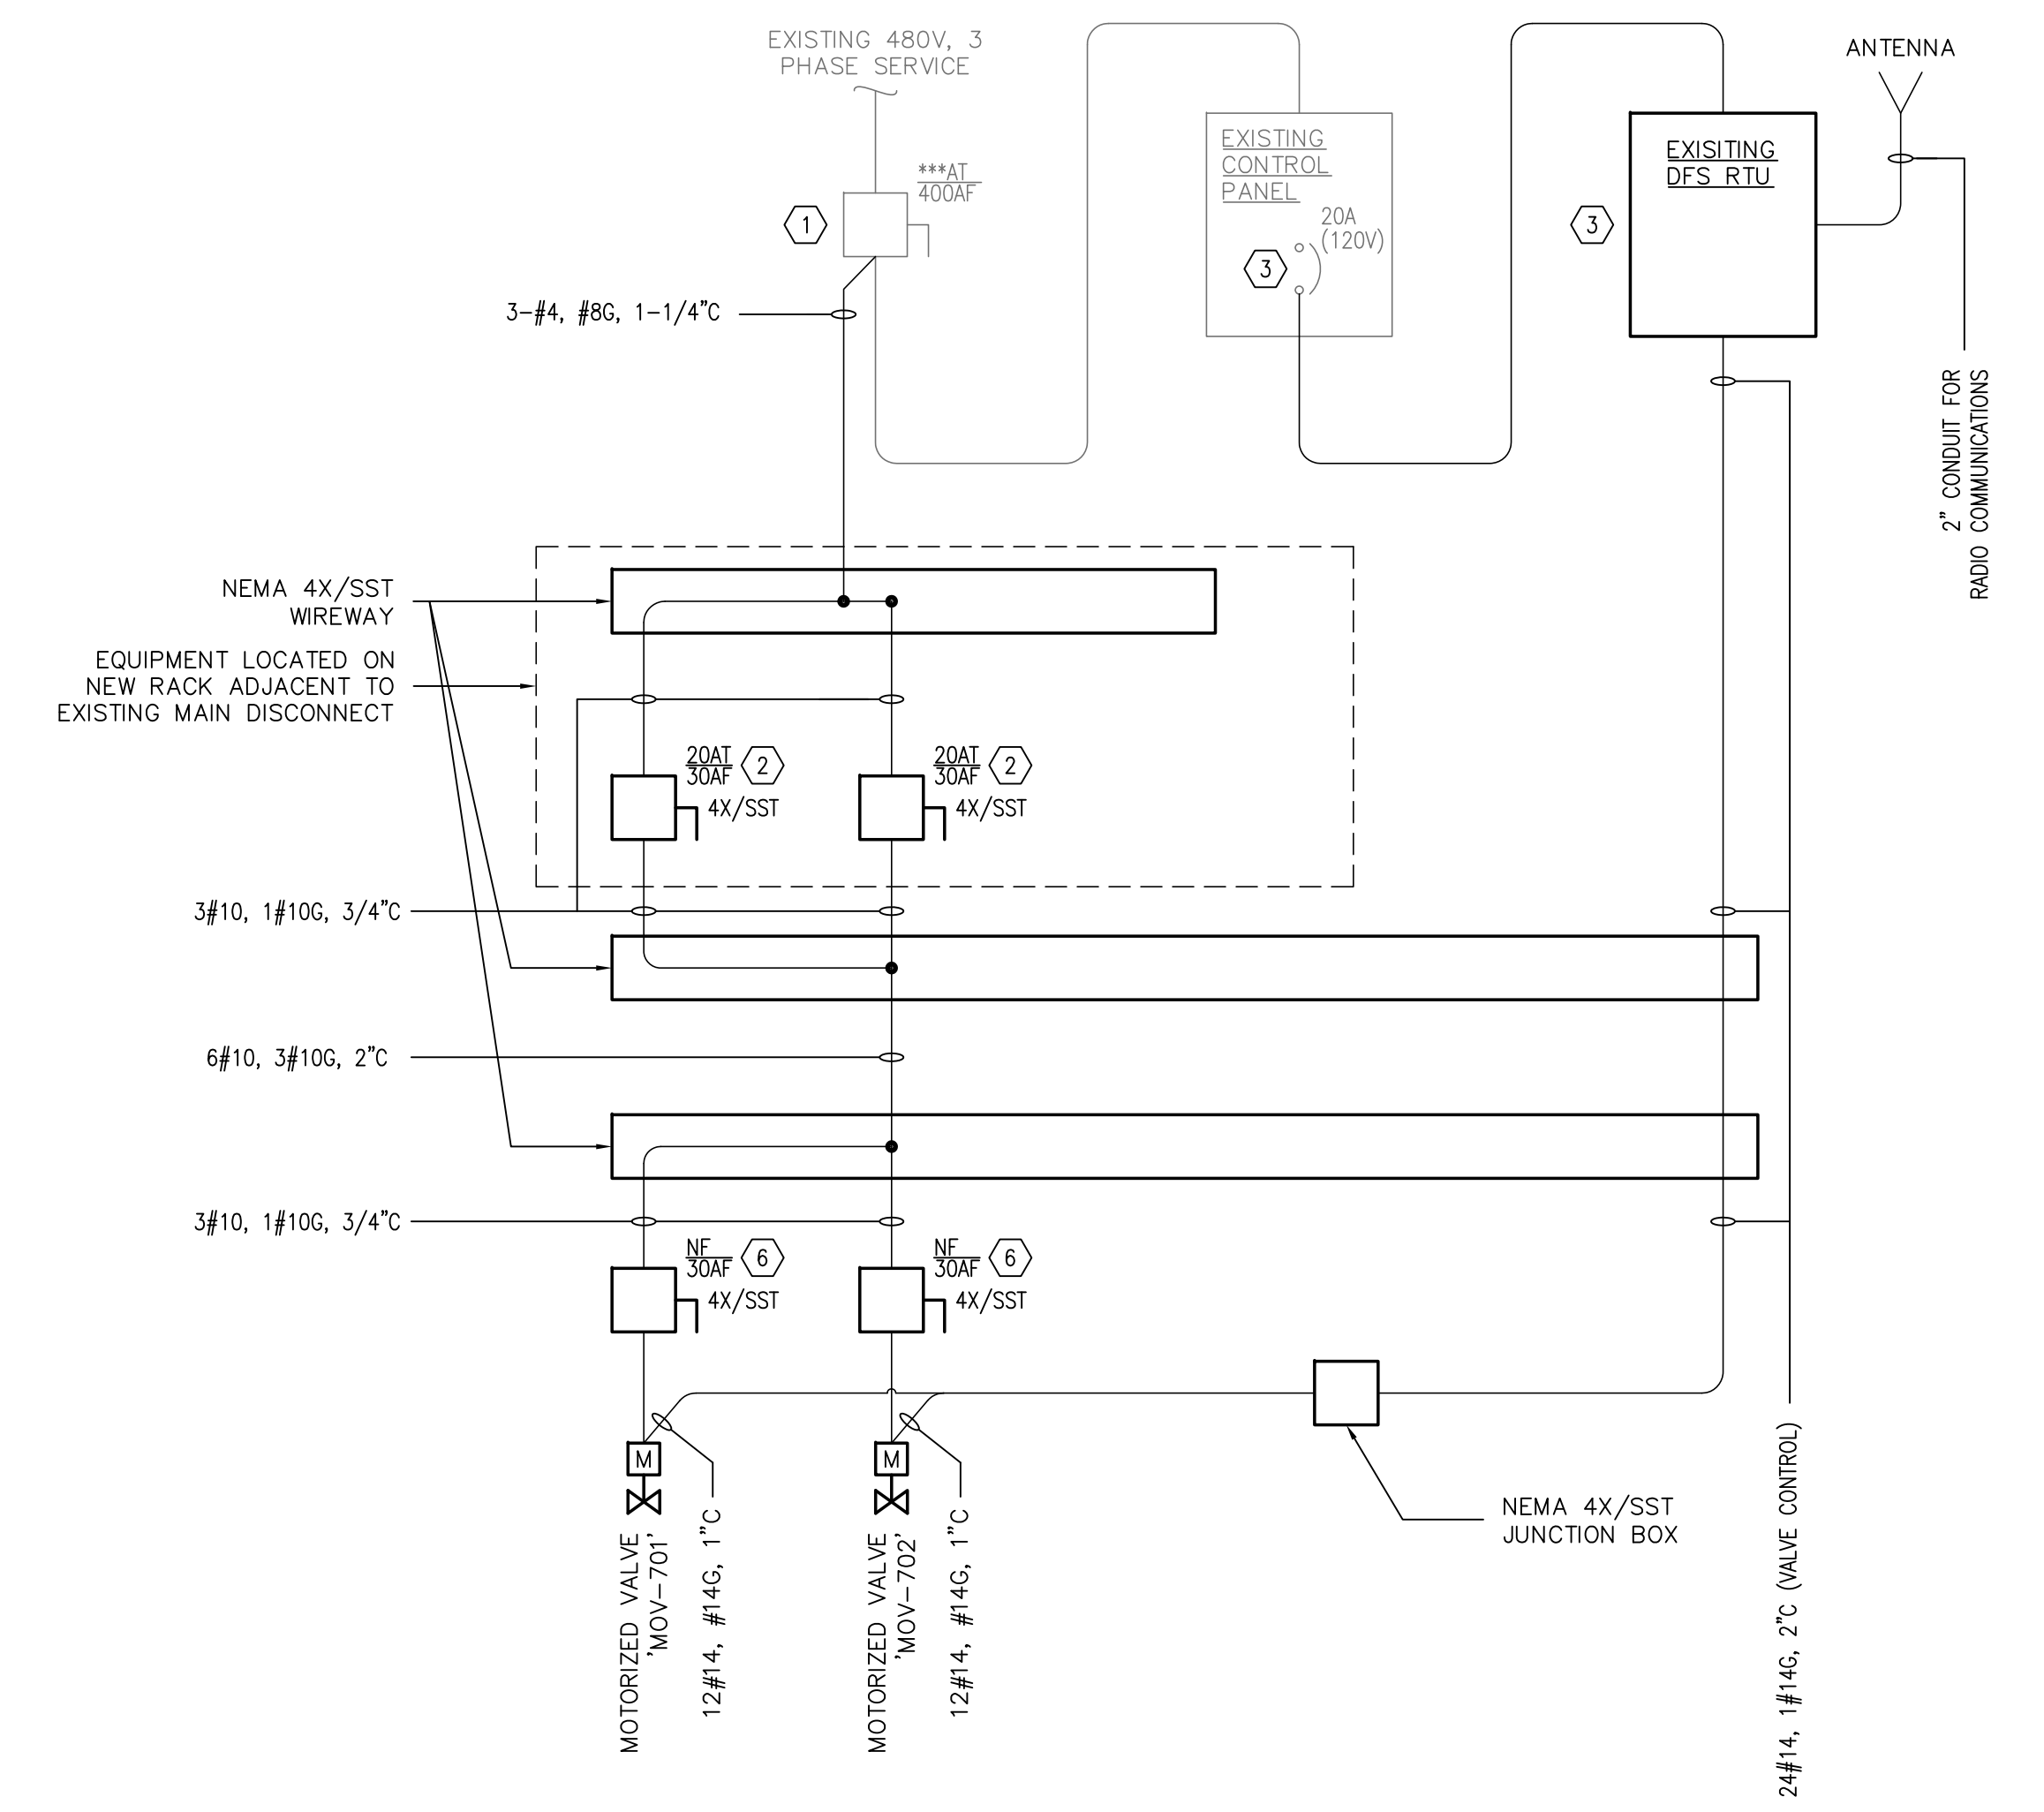 EXISTING 480V, 3
PHASE SERVICE
ANTENNA
***AT
400AF
1
EXISTING
CONTROL
PANEL
20A
(120V)
3
EXISITING
DFS RTU
3
3-#4, #8G, 1-1/4"C
2" CONDUIT FOR
RADIO COMMUNICATIONS
NEMA 4X/SST
WIREWAY
EQUIPMENT LOCATED ON
NEW RACK ADJACENT TO
EXISTING MAIN DISCONNECT
20AT
30AF
2
4X/SST
20AT
30AF
2
4X/SST
3#10, 1#10G, 3/4"C
6#10, 3#10G, 2"C
3#10, 1#10G, 3/4"C
NF
30AF
6
4X/SST
NF
30AF
6
4X/SST
M
M
MOTORIZED VALVE
'MOV-701'
12#14, #14G, 1"C
MOTORIZED VALVE
'MOV-702'
12#14, #14G, 1"C
NEMA 4X/SST
JUNCTION BOX
24#14, 1#14G, 2"C (VALVE CONTROL)